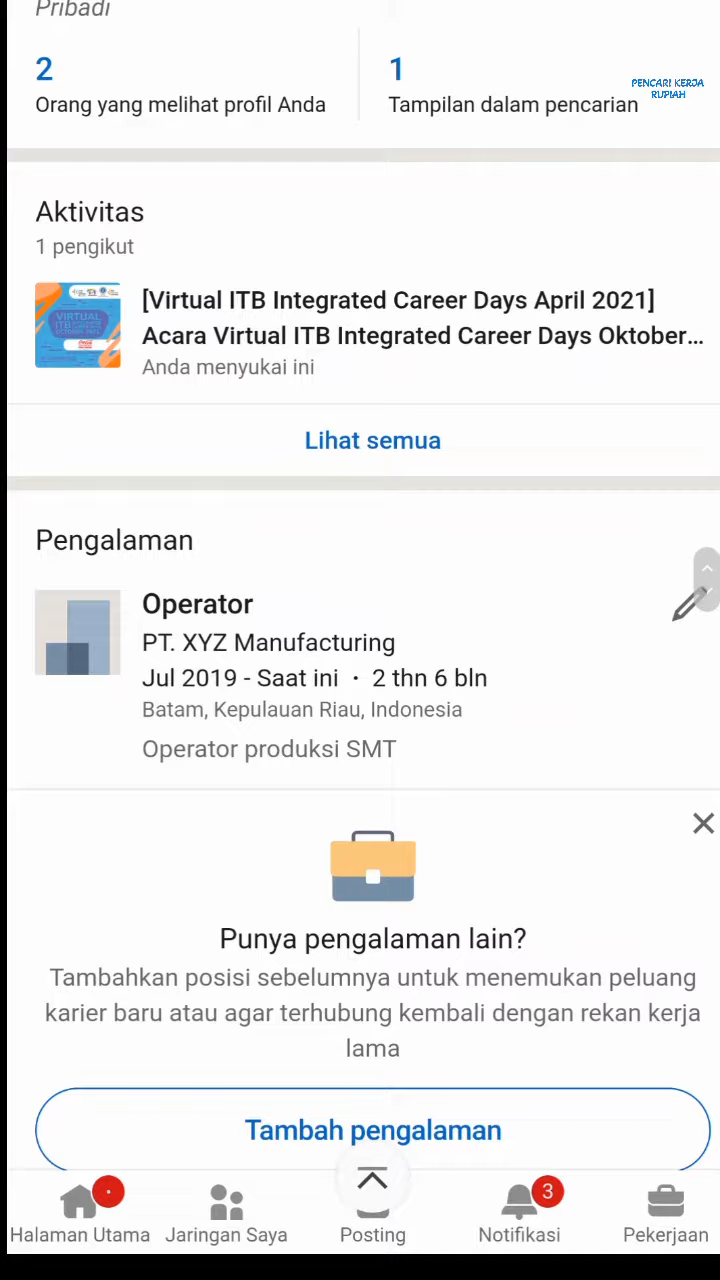 Pribadi
2
Orang yang melihat profil Anda
1
Tampilan dalam pencarian
PENCARI KERJA
RUPIAH
Aktivitas
1 pengikut
VIRTUAL
ITB
[Virtual ITB Integrated Career Days April 2021]
Acara Virtual ITB Integrated Career Days Oktober...
Anda menyukai ini
Lihat semua
Pengalaman
Operator
PT. XYZ Manufacturing
Jul 2019 - Saat ini · 2 thn 6 bln
Batam, Kepulauan Riau, Indonesia
Operator produksi SMT
Punya pengalaman lain?
Tambahkan posisi sebelumnya untuk menemukan peluang
karier baru atau agar terhubung kembali dengan rekan kerja
lama
Tambah pengalaman
3
Halaman Utama
Jaringan Saya
Posting
Notifikasi
Pekerjaan